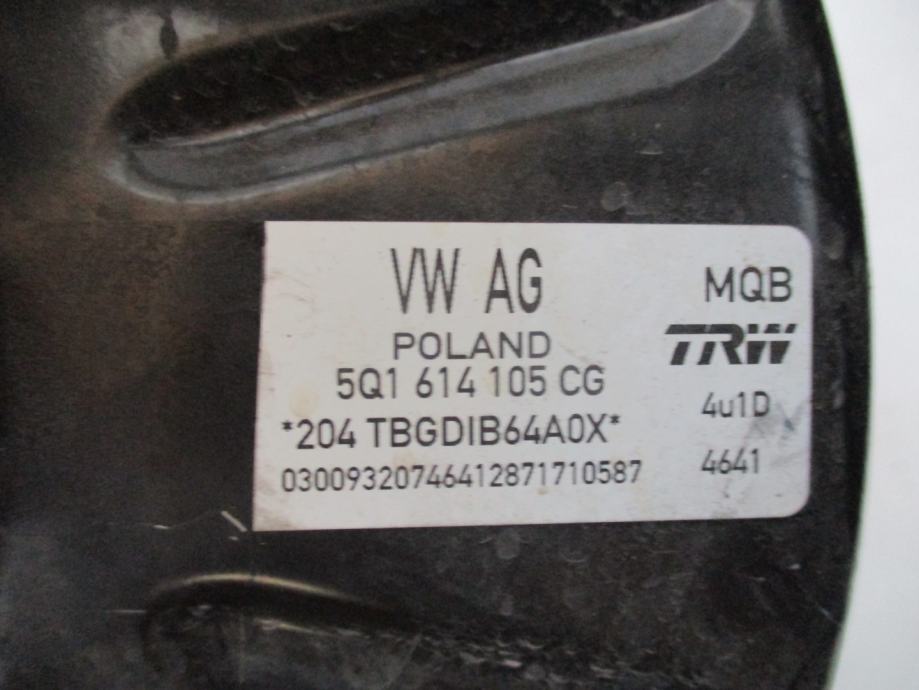 VW AG
MQB
POLAND
TRW
5Q1 614 105 CG
4u1D
*204 TBGDIB64A0X*
4641
03009320746412871710587